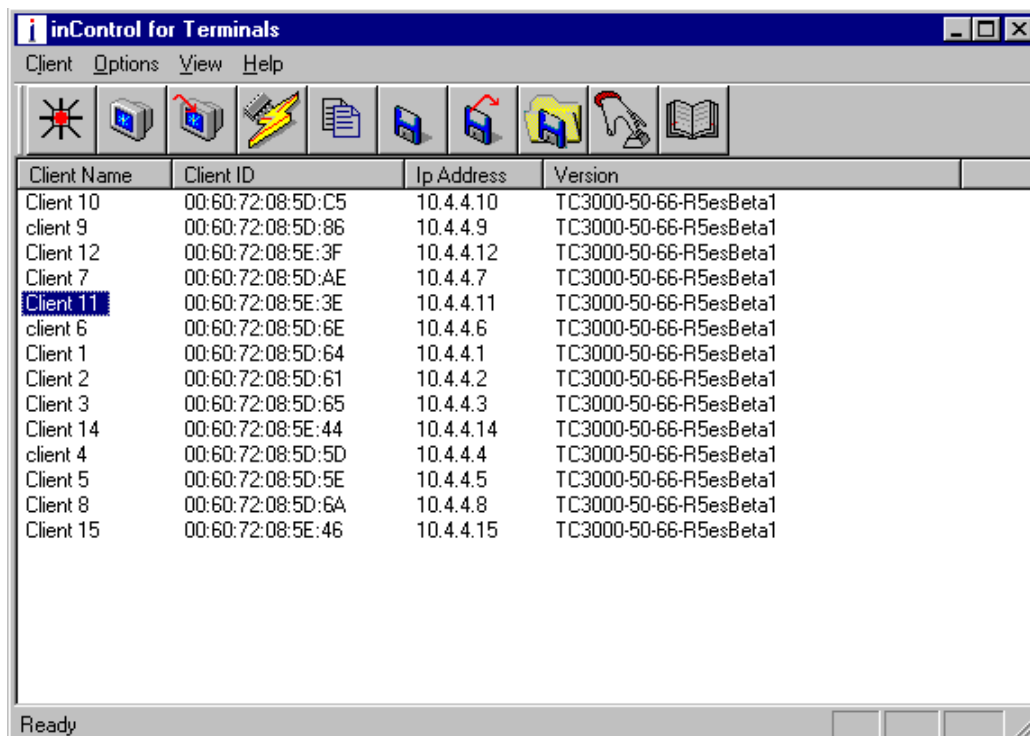 inControl for Terminals
Client Options View Help
Client Name Client ID Ip Address Version
Client 10 00:60:72:08:5D:C5 10.4.4.10 TC3000-50-66-R5esBeta1
client 9 00:60:72:08:5D:86 10.4.4.9 TC3000-50-66-R5esBeta1
Client 12 00:60:72:08:5E:3F 10.4.4.12 TC3000-50-66-R5esBeta1
Client 7 00:60:72:08:5D:AE 10.4.4.7 TC3000-50-66-R5esBeta1
Client 11 00:60:72:08:5E:3E 10.4.4.11 TC3000-50-66-R5esBeta1
client 6 00:60:72:08:5D:6E 10.4.4.6 TC3000-50-66-R5esBeta1
Client 1 00:60:72:08:5D:64 10.4.4.1 TC3000-50-66-R5esBeta1
Client 2 00:60:72:08:5D:61 10.4.4.2 TC3000-50-66-R5esBeta1
Client 3 00:60:72:08:5D:65 10.4.4.3 TC3000-50-66-R5esBeta1
Client 14 00:60:72:08:5E:44 10.4.4.14 TC3000-50-66-R5esBeta1
client 4 00:60:72:08:5D:5D 10.4.4.4 TC3000-50-66-R5esBeta1
Client 5 00:60:72:08:5D:5E 10.4.4.5 TC3000-50-66-R5esBeta1
Client 8 00:60:72:08:5D:6A 10.4.4.8 TC3000-50-66-R5esBeta1
Client 15 00:60:72:08:5E:46 10.4.4.15 TC3000-50-66-R5esBeta1
Ready